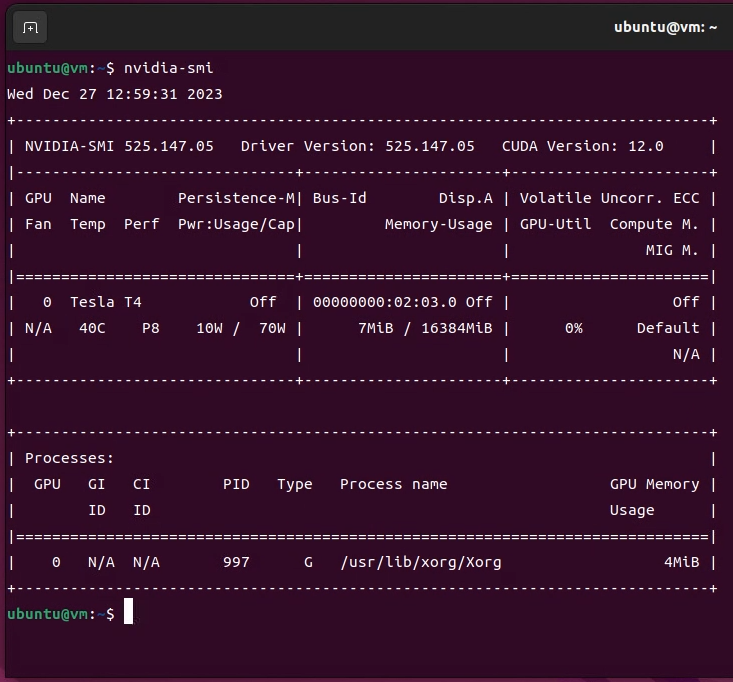 ubuntu@vm: ~
ubuntu@vm:~$ nvidia-smi
Wed Dec 27 12:59:31 2023
+-----------------------------------------------------------------------------+
| NVIDIA-SMI 525.147.05   Driver Version: 525.147.05   CUDA Version: 12.0     |
|-------------------------------+----------------------+----------------------+
| GPU  Name        Persistence-M| Bus-Id        Disp.A | Volatile Uncorr. ECC |
| Fan  Temp  Perf  Pwr:Usage/Cap|         Memory-Usage | GPU-Util  Compute M. |
|                               |                      |               MIG M. |
|===============================+======================+======================|
|   0  Tesla T4            Off  | 00000000:02:03.0 Off |                  Off |
| N/A   40C    P8    10W /  70W |      7MiB / 16384MiB |      0%      Default |
|                               |                      |                  N/A |
+-------------------------------+----------------------+----------------------+
+-----------------------------------------------------------------------------+
| Processes:                                                                  |
|  GPU   GI   CI        PID   Type   Process name                  GPU Memory |
|        ID   ID                                                   Usage      |
|=============================================================================|
|    0   N/A  N/A       997      G   /usr/lib/xorg/Xorg                  4MiB |
+-----------------------------------------------------------------------------+
ubuntu@vm:~$